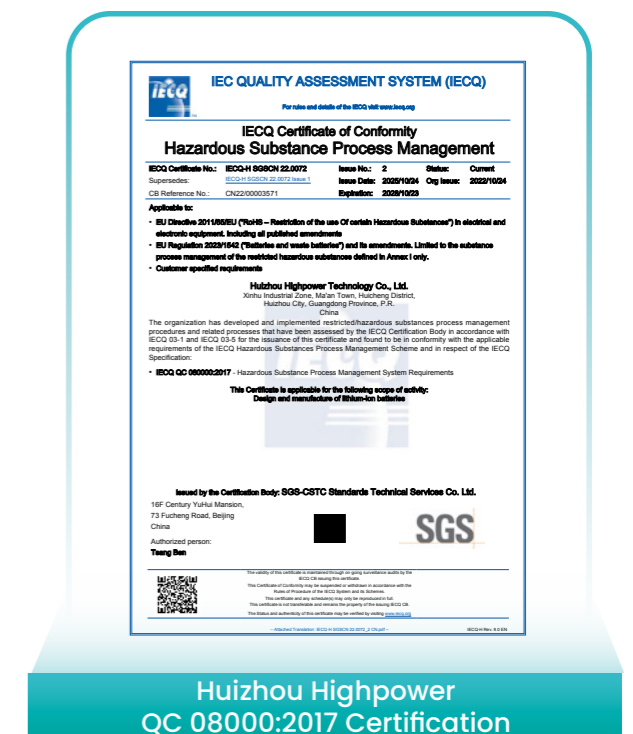 IECQ
IEC QUALITY ASSESSMENT SYSTEM (IECQ)
For rules and details of the IECQ visit www.iecq.org
IECQ Certificate of Conformity
Hazardous Substance Process Management
IECQ Certificate No.: IECQ-H SGSCN 22.0072 Issue No.: 2 Status: Current
Supersedes: IECQ-H SGSCN 22.0072 Issue 1 Issue Date: 2025/10/24 Org Issue: 2022/10/24
CB Reference No.: CN22/00003571 Expiration: 2028/10/23
Applicable to:
- EU Directive 2011/65/EU ("RoHS – Restriction of the use Of certain Hazardous Substances") in electrical and
electronic equipment. Including all published amendments
- EU Regulation 2023/1542 ("Batteries and waste batteries") and its amendments. Limited to the substance
process management of the restricted hazardous substances defined in Annex I only.
- Customer specified requirements
Huizhou Highpower Technology Co., Ltd.
Xinhu Industrial Zone, Ma'an Town, Huicheng District,
Huizhou City, Guangdong Province, P.R.
China
The organization has developed and implemented restricted/hazardous substances process management
procedures and related processes that have been assessed by the IECQ Certification Body in accordance with
IECQ 03-1 and IECQ 03-5 for the issuance of this certificate and found to be in conformity with the applicable
requirements of the IECQ Hazardous Substances Process Management Scheme and in respect of the IECQ
Specification:
- IECQ QC 080000:2017 - Hazardous Substance Process Management System Requirements
This Certificate is applicable for the following scope of activity:
Design and manufacture of lithium-ion batteries
Issued by the Certification Body: SGS-CSTC Standards Technical Services Co. Ltd.
16F Century YuHui Mansion,
73 Fucheng Road, Beijing
China
Authorized person:
Tsang Ben
SGS
The validity of this certificate is maintained through on-going surveillance audits by the
IECQ CB issuing this certificate.
This Certificate of Conformity may be suspended or withdrawn in accordance with the
Rules of Procedure of the IECQ System and its Schemes.
This certificate and any schedule(s) may only be reproduced in full.
This certificate is not transferable and remains the property of the issuing IECQ CB.
The Status and authenticity of this certificate may be verified by visiting www.iecq.org
-- Attached Translation: IECQ-H SGSCN 22.0072_2 CN.pdf --
IECQ-H-Rev: 9.0 EN
Huizhou Highpower
QC 08000:2017 Certification